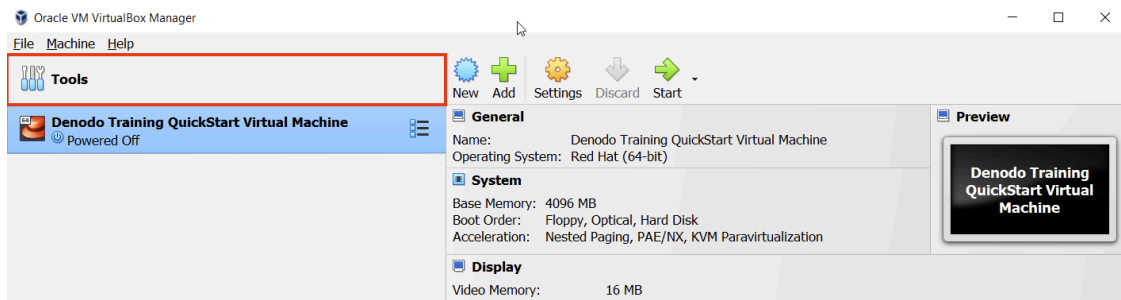 Oracle VM VirtualBox Manager
File Machine Help
Tools
New Add Settings Discard Start
64
Denodo Training QuickStart Virtual Machine
Powered Off
General
Name: Denodo Training QuickStart Virtual Machine
Operating System: Red Hat (64-bit)
System
Base Memory: 4096 MB
Boot Order: Floppy, Optical, Hard Disk
Acceleration: Nested Paging, PAE/NX, KVM Paravirtualization
Display
Video Memory: 16 MB
Preview
Denodo Training
QuickStart Virtual
Machine